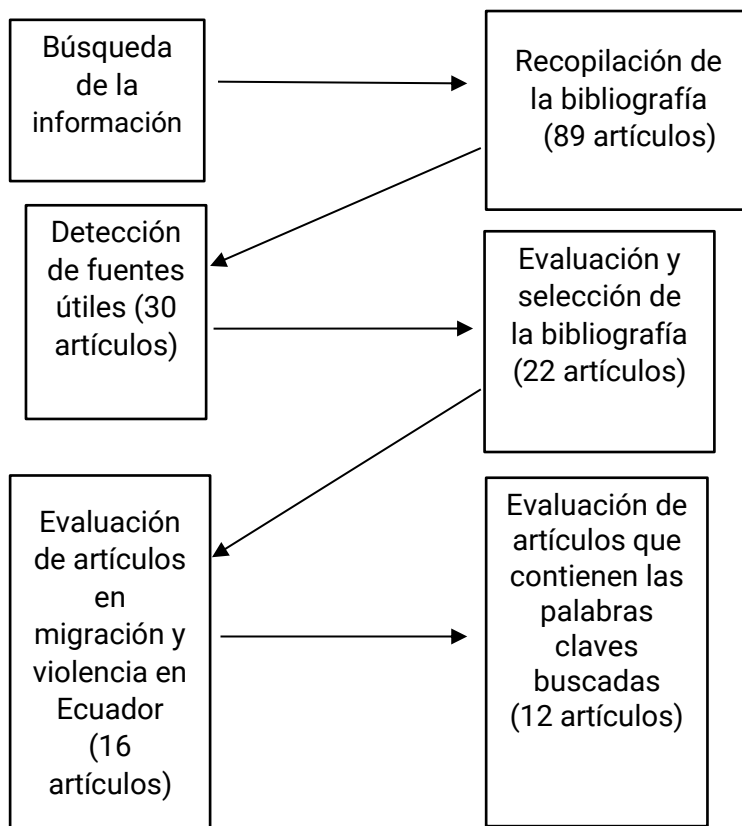 Búsqueda
de la
información
Recopilación de
la bibliografía
(89 artículos)
Detección
de fuentes
útiles (30
artículos)
Evaluación y
selección de
la bibliografía
(22 artículos)
Evaluación
de artículos
en
migración y
violencia en
Ecuador
(16
artículos)
Evaluación de
artículos que
contienen las
palabras
claves
buscadas
(12 artículos)